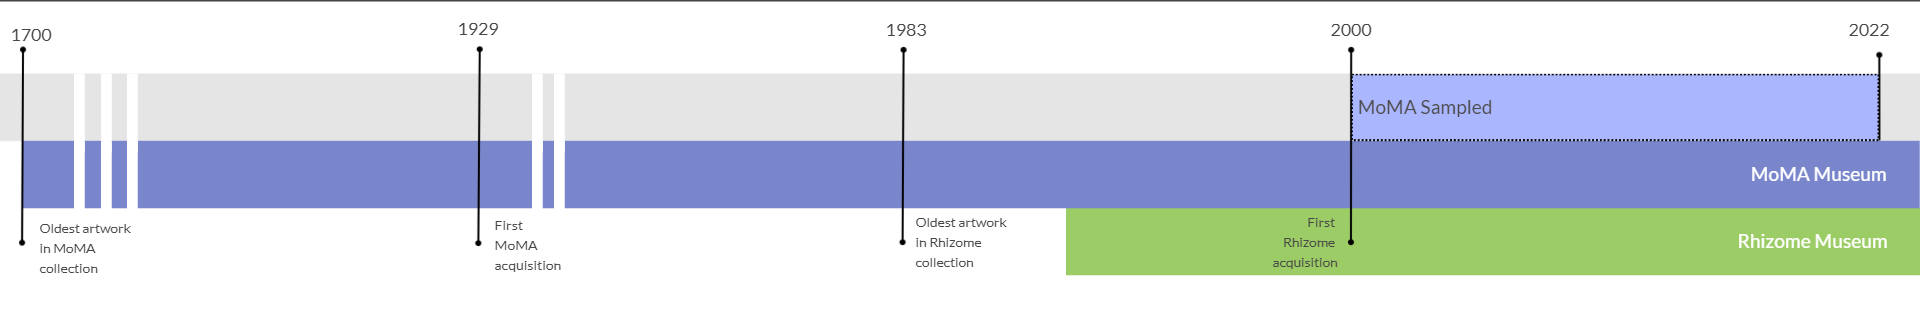 1700
1929
1983
2000
2022
MoMA Sampled
MoMA Museum
Oldest artwork
in MoMA
collection
First
MoMA
acquisition
Oldest artwork
in Rhizome
collection
First
Rhizome
acquisition
Rhizome Museum